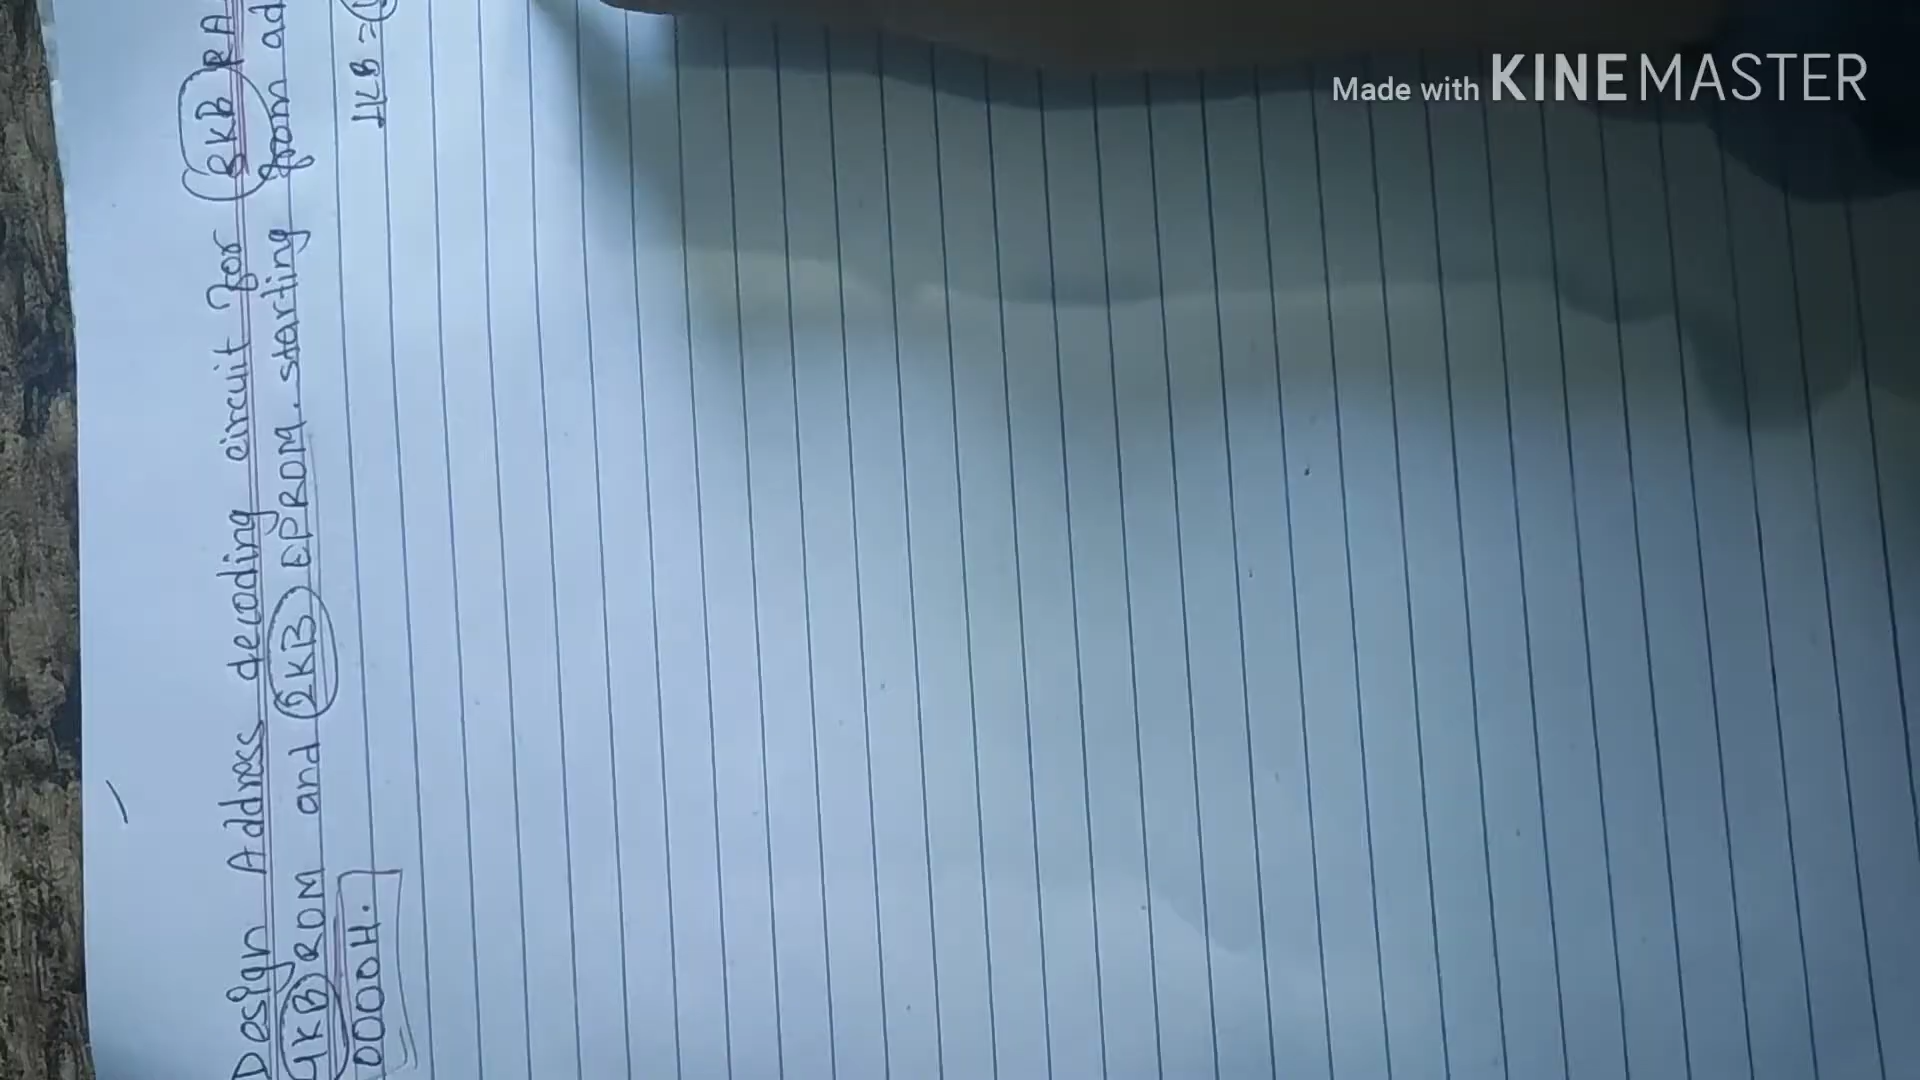 Design Address decoding circuit for 8KB RA
4KB ROM and 2KB EPROM. starting from ad
0000H.
1KB =
Made with KINEMASTER